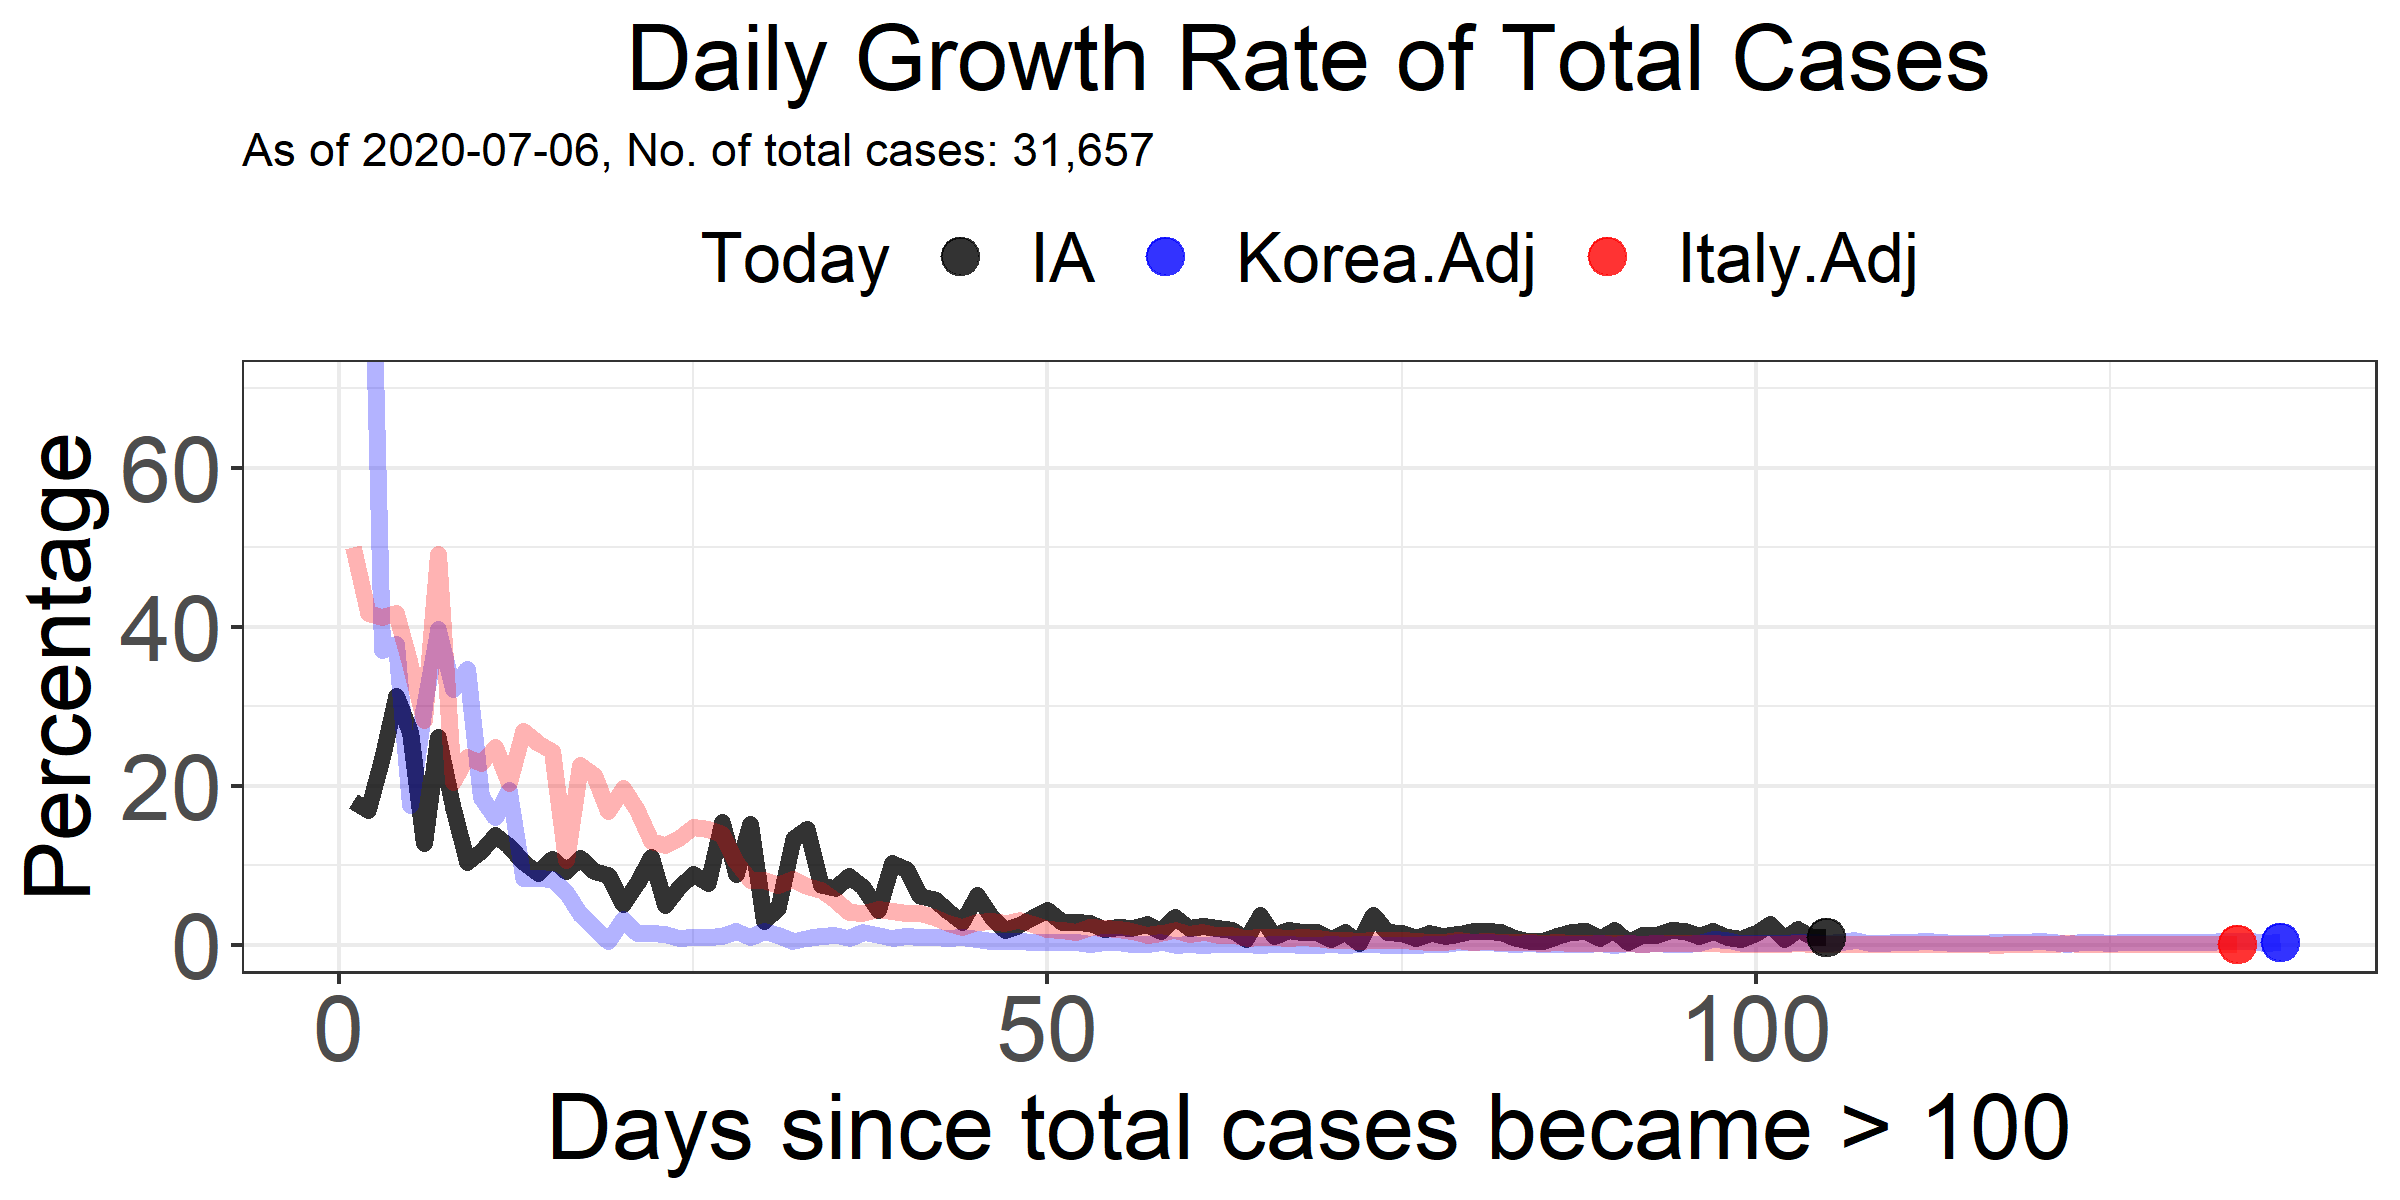 Daily Growth Rate of Total Cases
As of 2020-07-06, No. of total cases: 31,657
Today IA Korea.Adj Italy.Adj
Percentage
60
40
20
0
0 50 100
Days since total cases became > 100